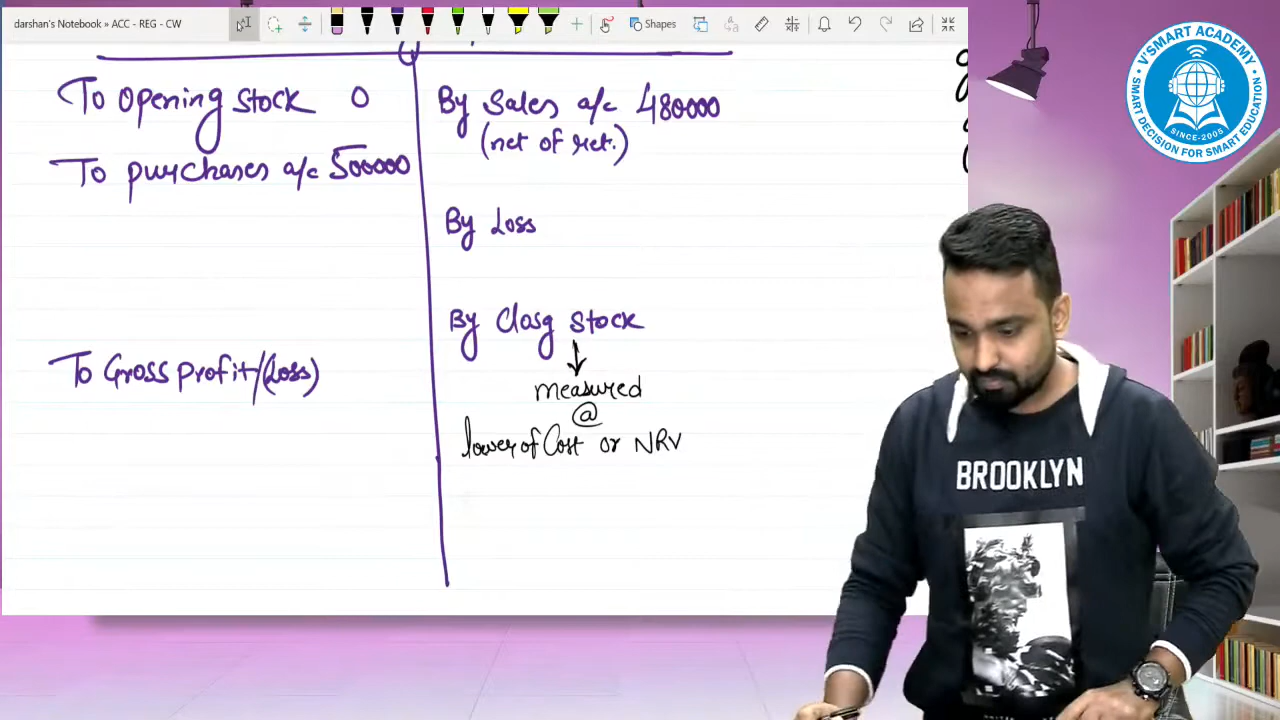 darshan's Notebook » ACC - REG - CW
Shapes
To opening stock 0
To purchases a/c 500000
To Gross profit/(Loss)
By Sales a/c 480000
(net of ret.)
By Loss
By Closg stock
measured
@
lower of Cost or NRV
V'SMART ACADEMY
SINCE-2005
SMART DECISION FOR SMART EDUCATION
BROOKLYN